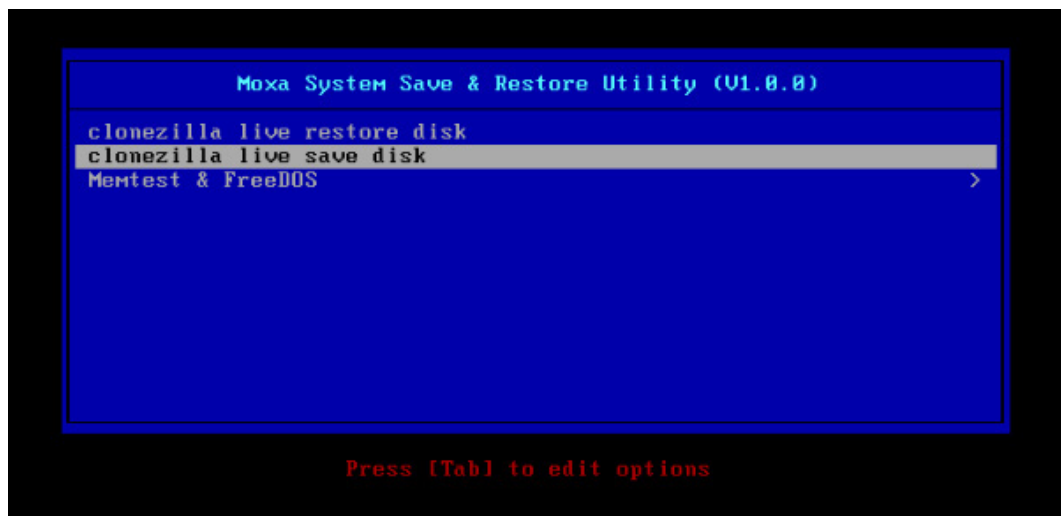 Moxa System Save & Restore Utility (V1.0.0)
clonezilla live restore disk
clonezilla live save disk
Memtest & FreeDOS >
Press [Tab] to edit options